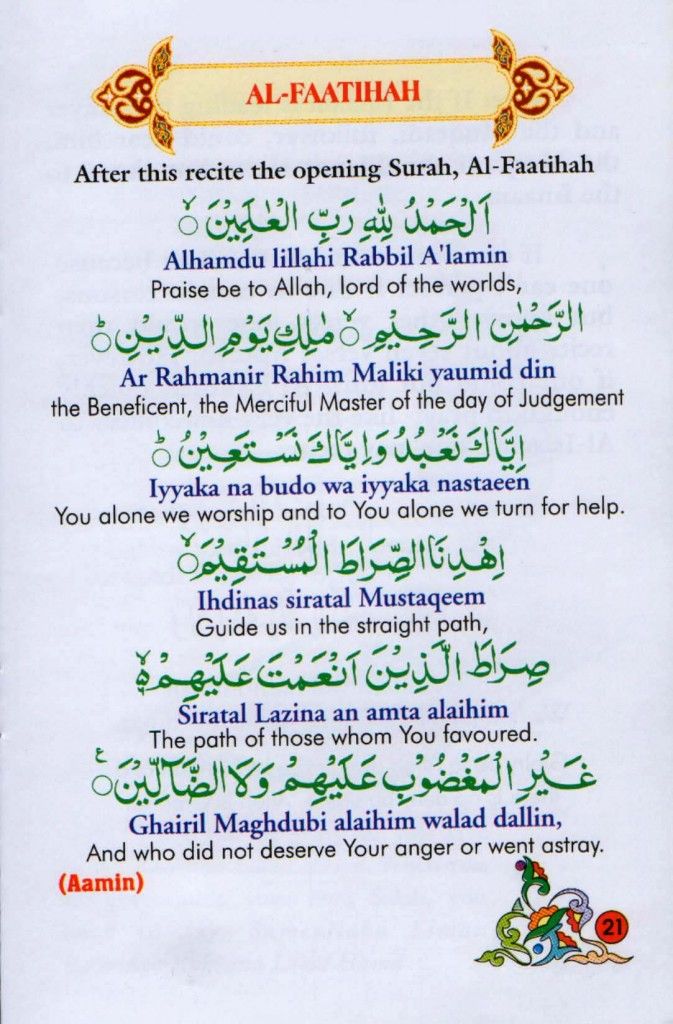 AL-FAATIHAH
After this recite the opening Surah, Al-Faatihah
اَلْحَمْدُ لِلّٰهِ رَبِّ الْعٰلَمِيْنَ ۙ
Alhamdu lillahi Rabbil A'lamin
Praise be to Allah, lord of the worlds,
الرَّحْمٰنِ الرَّحِيْمِ ۙ مٰلِكِ يَوْمِ الدِّيْنِ ؕ
Ar Rahmanir Rahim Maliki yaumid din
the Beneficent, the Merciful Master of the day of Judgement
اِيَّاكَ نَعْبُدُ وَاِيَّاكَ نَسْتَعِيْنُ ؕ
Iyyaka na budo wa iyyaka nastaeen
You alone we worship and to You alone we turn for help.
اِهْدِنَا الصِّرَاطَ الْمُسْتَقِيْمَ ۙ
Ihdinas siratal Mustaqeem
Guide us in the straight path,
صِرَاطَ الَّذِيْنَ اَنْعَمْتَ عَلَيْهِمْ ۙ
Siratal Lazina an amta alaihim
The path of those whom You favoured.
غَيْرِ الْمَغْضُوْبِ عَلَيْهِمْ وَلَا الضَّآلِّيْنَ ۧ
Ghairil Maghdubi alaihim walad dallin,
And who did not deserve Your anger or went astray.
(Aamin)
21